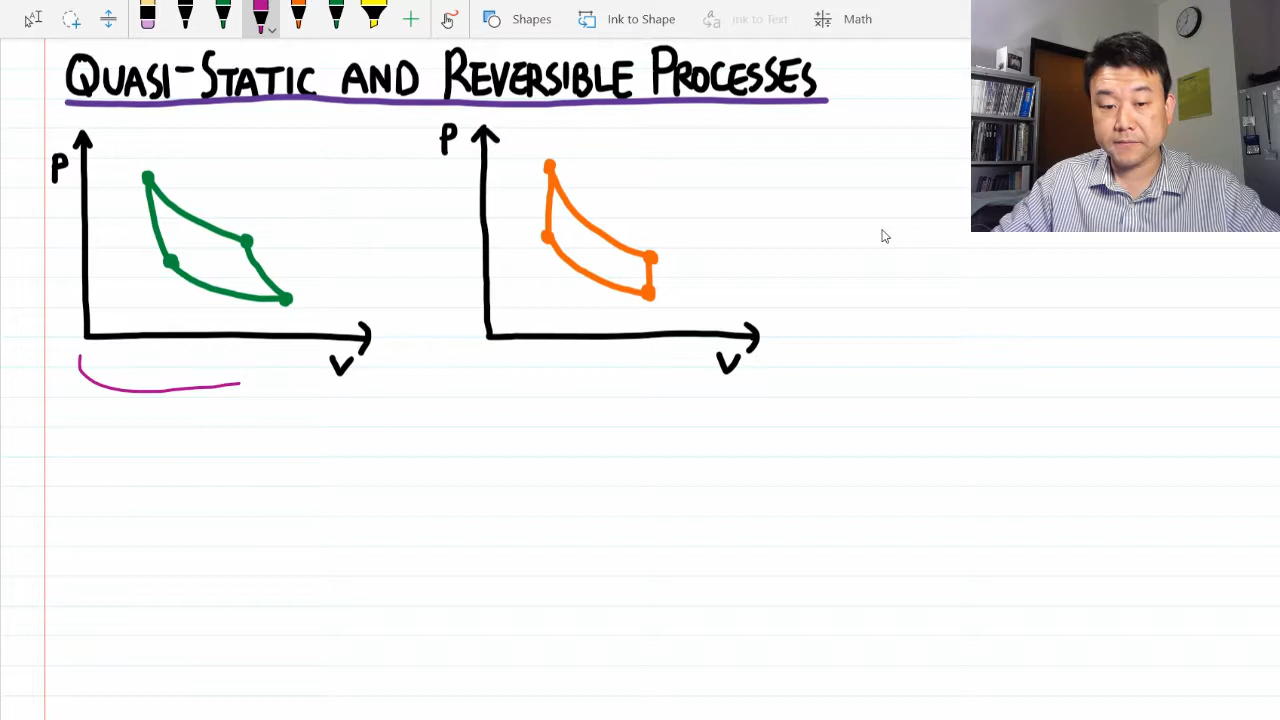 Shapes Ink to Shape Ink to Text Math
QUASI-STATIC AND REVERSIBLE PROCESSES
P P
V V